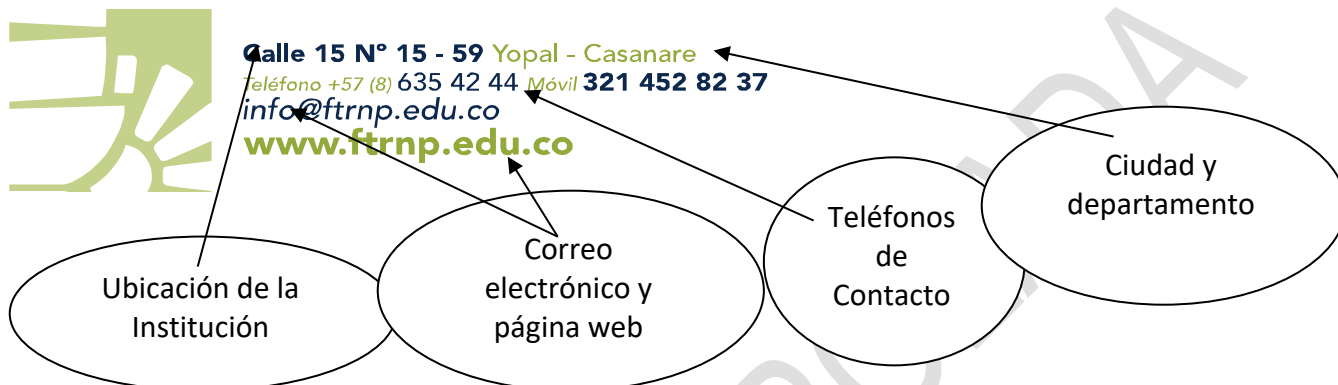 Calle 15 Nº 15 - 59 Yopal - Casanare
Teléfono +57 (8) 635 42 44 Móvil 321 452 82 37
info@ftrnp.edu.co
www.ftrnp.edu.co
Ubicación de la
Institución
Correo
electrónico y
página web
Teléfonos
de
Contacto
Ciudad y
departamento